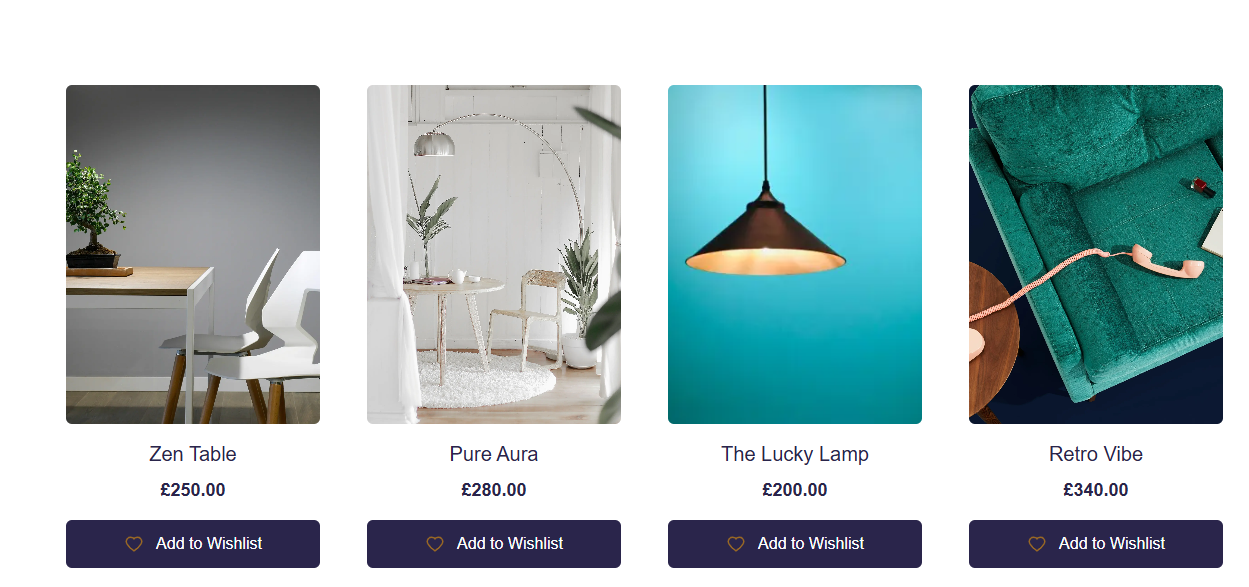 Zen Table
£250.00
Add to Wishlist
Pure Aura
£280.00
Add to Wishlist
The Lucky Lamp
£200.00
Add to Wishlist
Retro Vibe
£340.00
Add to Wishlist